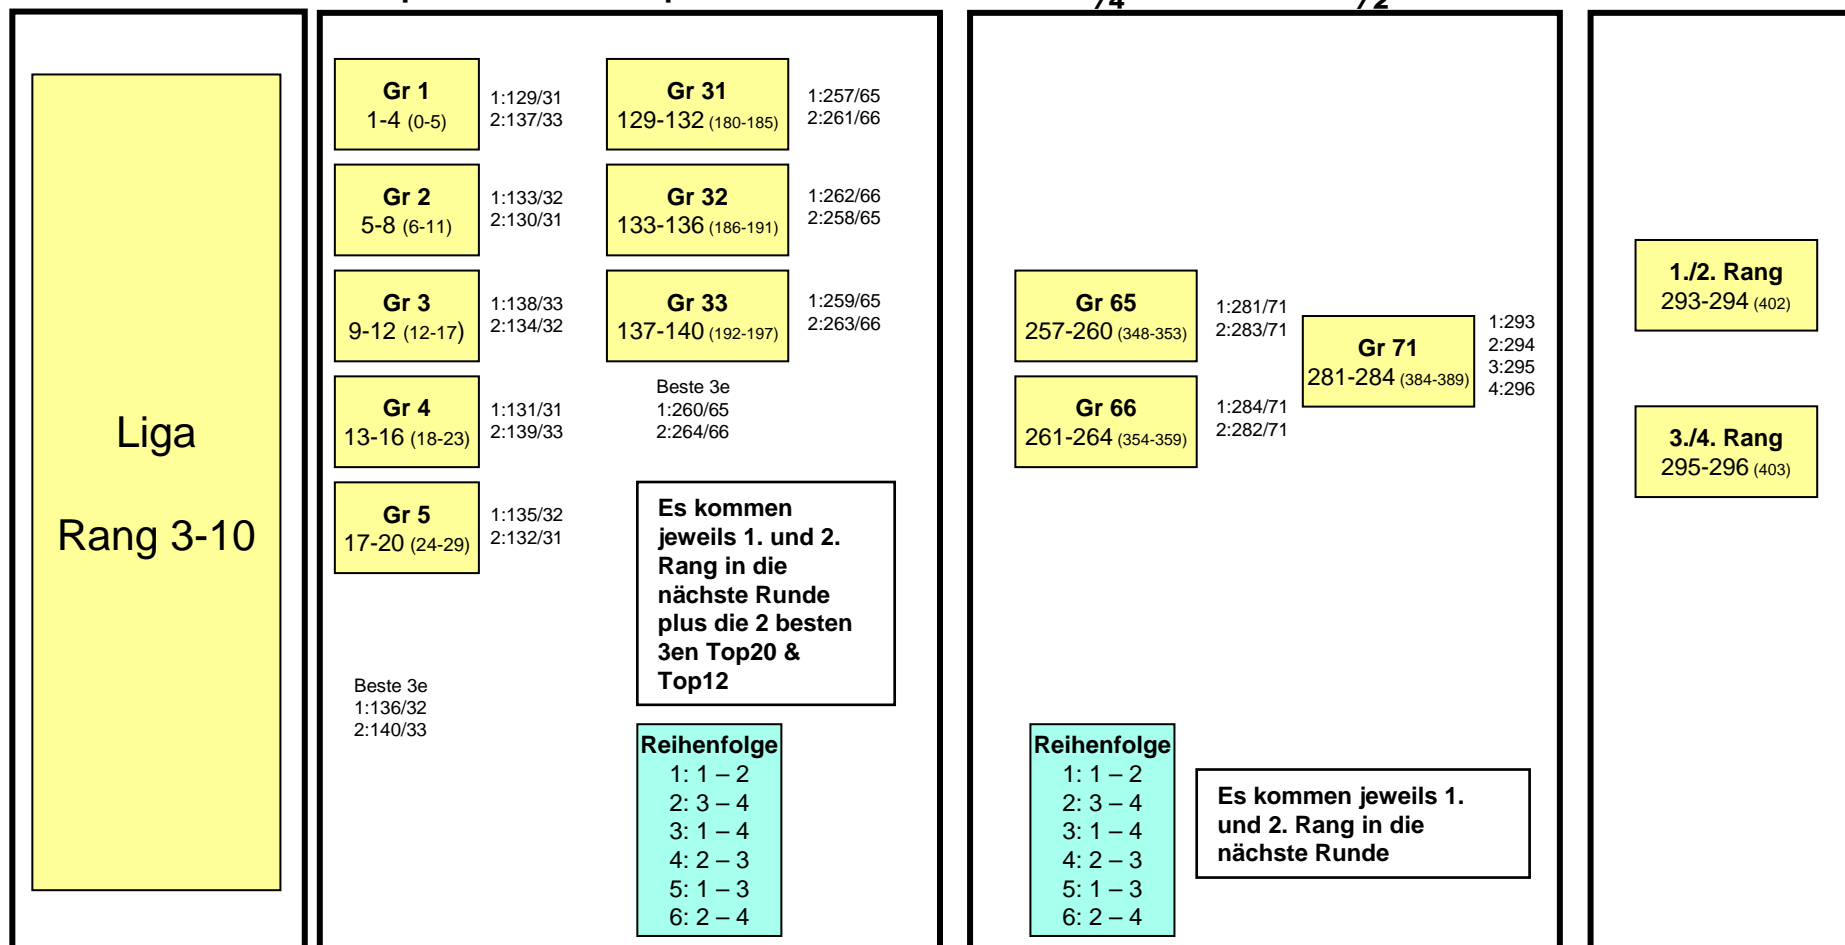 Liga
Rang 3-10
Gr 1
1-4 (0-5)
1:129/31
2:137/33
Gr 2
5-8 (6-11)
1:133/32
2:130/31
Gr 3
9-12 (12-17)
1:138/33
2:134/32
Gr 4
13-16 (18-23)
1:131/31
2:139/33
Gr 5
17-20 (24-29)
1:135/32
2:132/31
Beste 3e
1:136/32
2:140/33
Gr 31
129-132 (180-185)
1:257/65
2:261/66
Gr 32
133-136 (186-191)
1:262/66
2:258/65
Gr 33
137-140 (192-197)
1:259/65
2:263/66
Beste 3e
1:260/65
2:264/66
Es kommen
jeweils 1. und 2.
Rang in die
nächste Runde
plus die 2 besten
3en Top20 &
Top12
Reihenfolge
1: 1 – 2
2: 3 – 4
3: 1 – 4
4: 2 – 3
5: 1 – 3
6: 2 – 4
Gr 65
257-260 (348-353)
1:281/71
2:283/71
Gr 66
261-264 (354-359)
1:284/71
2:282/71
Gr 71
281-284 (384-389)
1:293
2:294
3:295
4:296
Reihenfolge
1: 1 – 2
2: 3 – 4
3: 1 – 4
4: 2 – 3
5: 1 – 3
6: 2 – 4
Es kommen jeweils 1.
und 2. Rang in die
nächste Runde
1./2. Rang
293-294 (402)
3./4. Rang
295-296 (403)